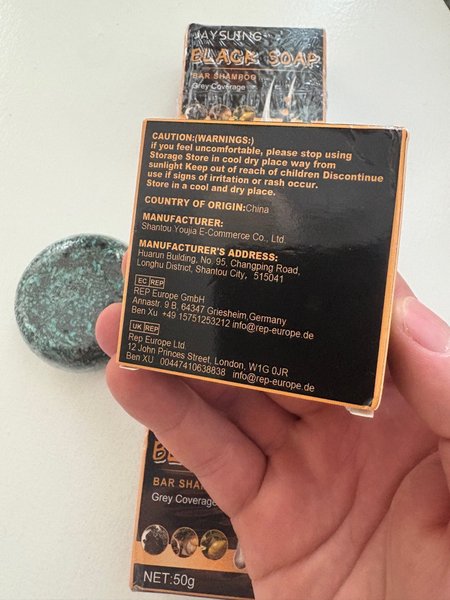 JAYSUING
BLACK SOAP
BAR SHAMPOO
Grey Coverage
CAUTION:(WARNINGS:)
if you feel uncomfortable, please stop using
Storage Store in cool dry place way from
sunlight Keep out of reach of children Discontinue
use if signs of irritation or rash occur.
Store in a cool and dry place.
COUNTRY OF ORIGIN:China
MANUFACTURER:
Shantou Youjia E-Commerce Co., Ltd.
MANUFACTURER'S ADDRESS:
Huarun Building, No. 95, Changping Road,
Longhu District, Shantou City, 515041
EC REP
REP Europe GmbH
Annastr. 9 B, 64347 Griesheim,Germany
Ben Xu +49 15751253212 info@rep-europe.de
UK REP
Rep Europe Ltd.
12 John Princes Street, London, W1G 0JR
Ben XU 00447410638838 info@rep-europe.de
BAR SHA
Grey Coverage
NET:50g